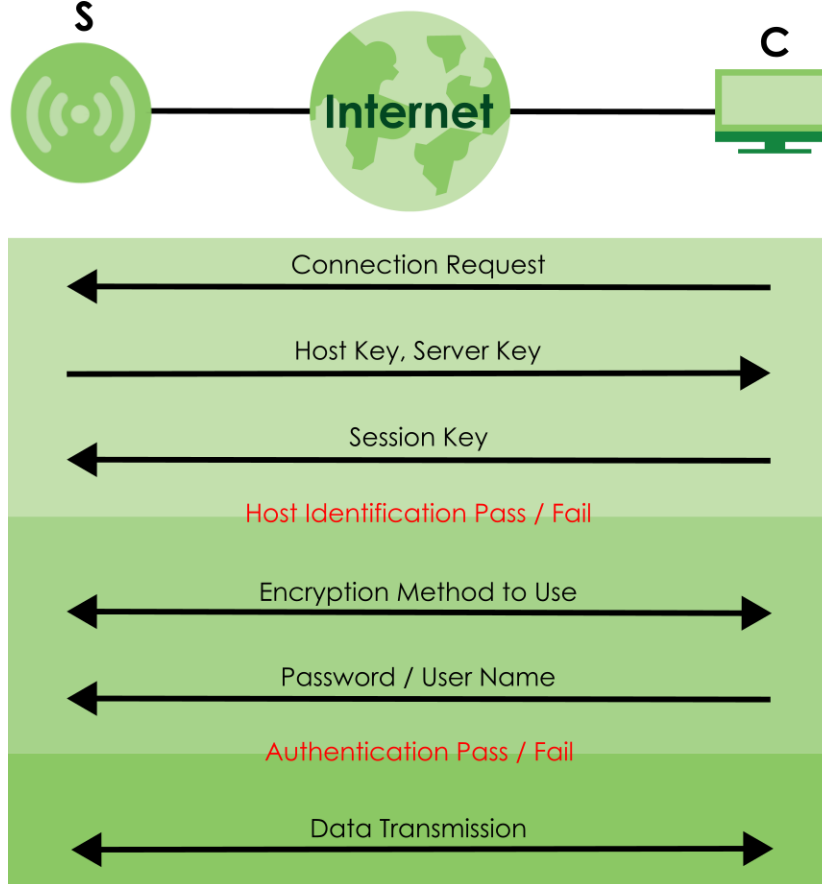 S
C
Internet
Connection Request
Host Key, Server Key
Session Key
Host Identification Pass / Fail
Encryption Method to Use
Password / User Name
Authentication Pass / Fail
Data Transmission